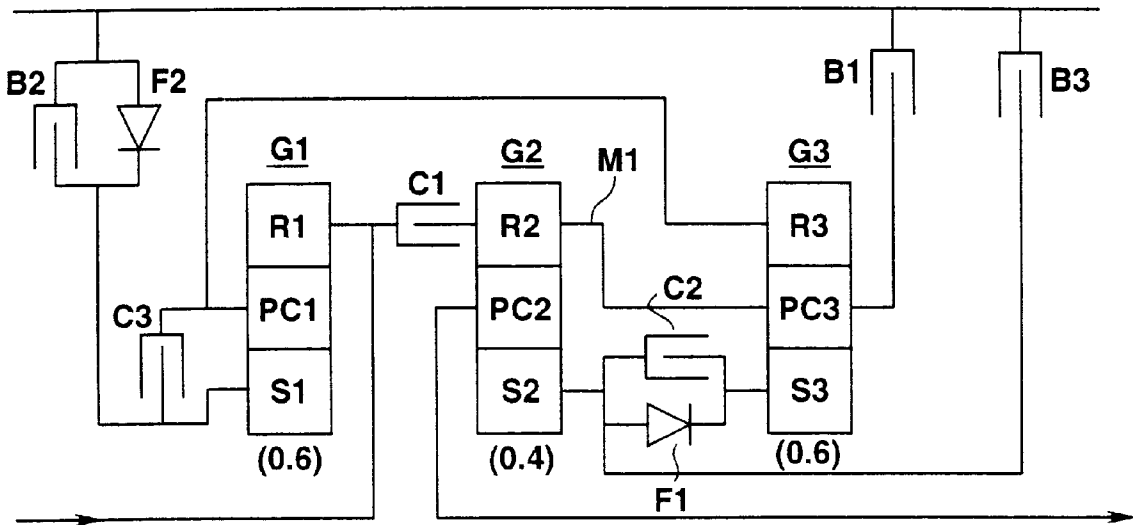 B2
F2
B1
B3
G1
G2
M1
G3
C1
R1
R2
R3
C3
PC1
PC2
C2
PC3
S1
S2
S3
(0.6)
(0.4)
(0.6)
F1